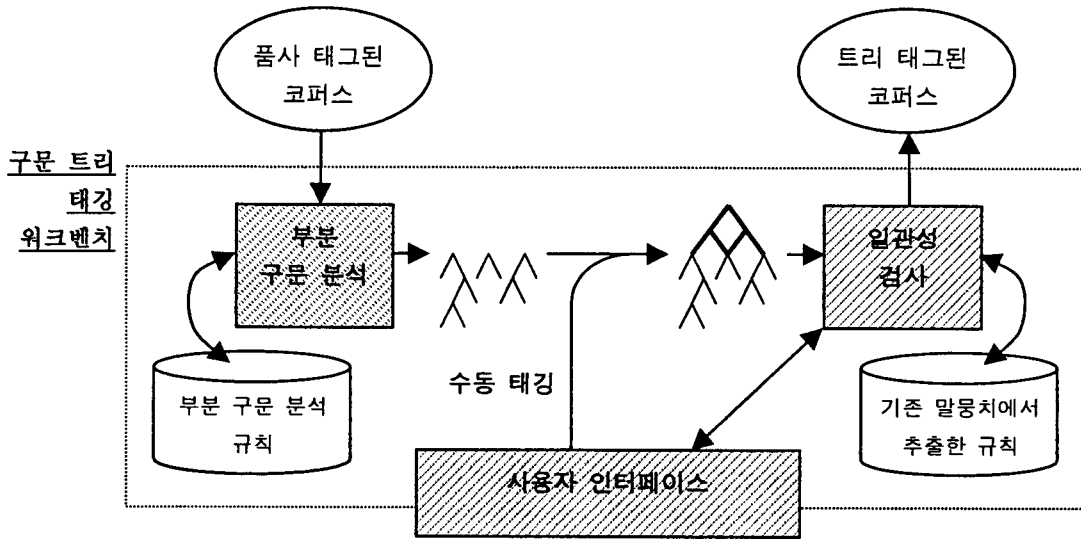 품사 태그된
코퍼스
트리 태그된
코퍼스
구문 트리
태깅
워크벤치
부분
구문 분석
일관성
검사
수동 태깅
부분 구문 분석
규칙
기존 말뭉치에서
추출한 규칙
사용자 인터페이스